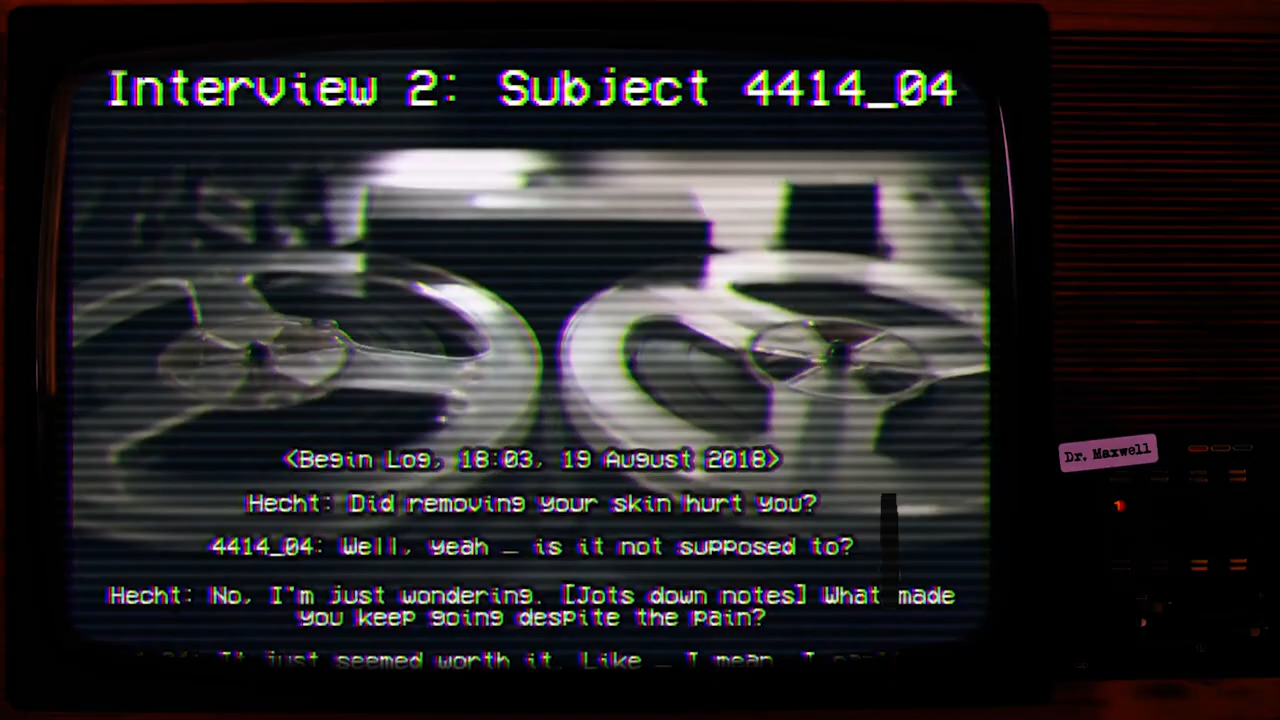 Interview 2: Subject 4414_04
<Begin Log, 18:03, 19 August 2018>
Hecht: Did removing your skin hurt you?
4414_04: Well, yeah — is it not supposed to?
Dr. Maxwell
Hecht: No, I'm just wondering. [Jots down notes] What made
you keep going despite the pain?
It just seemed worth it. Like — I mean, I